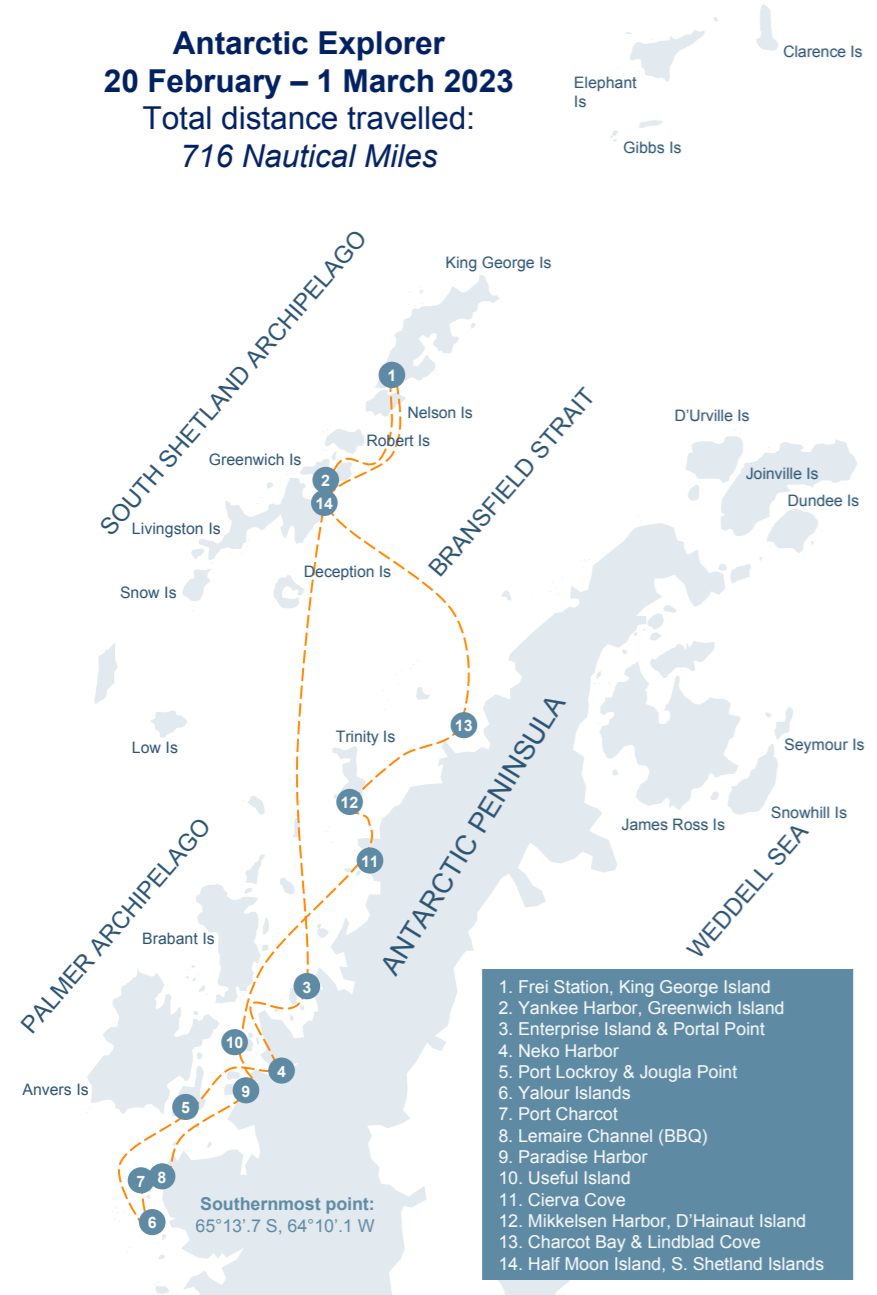 Antarctic Explorer
20 February – 1 March 2023
Total distance travelled:
716 Nautical Miles
Clarence Is
Elephant
Is
Gibbs Is
SOUTH SHETLAND ARCHIPELAGO
King George Is
1
Nelson Is
Robert Is
Greenwich Is
2
14
Livingston Is
Snow Is
Deception Is
BRANSFIELD STRAIT
D'Urville Is
Joinville Is
Dundee Is
13
Trinity Is
Low Is
12
11
Seymour Is
Snowhill Is
James Ross Is
ANTARCTIC PENINSULA
WEDDELL SEA
PALMER ARCHIPELAGO
Brabant Is
3
10
4
9
Anvers Is
5
7
8
6
Southernmost point:
65°13'.7 S, 64°10'.1 W
1. Frei Station, King George Island
2. Yankee Harbor, Greenwich Island
3. Enterprise Island & Portal Point
4. Neko Harbor
5. Port Lockroy & Jougla Point
6. Yalour Islands
7. Port Charcot
8. Lemaire Channel (BBQ)
9. Paradise Harbor
10. Useful Island
11. Cierva Cove
12. Mikkelsen Harbor, D'Hainaut Island
13. Charcot Bay & Lindblad Cove
14. Half Moon Island, S. Shetland Islands